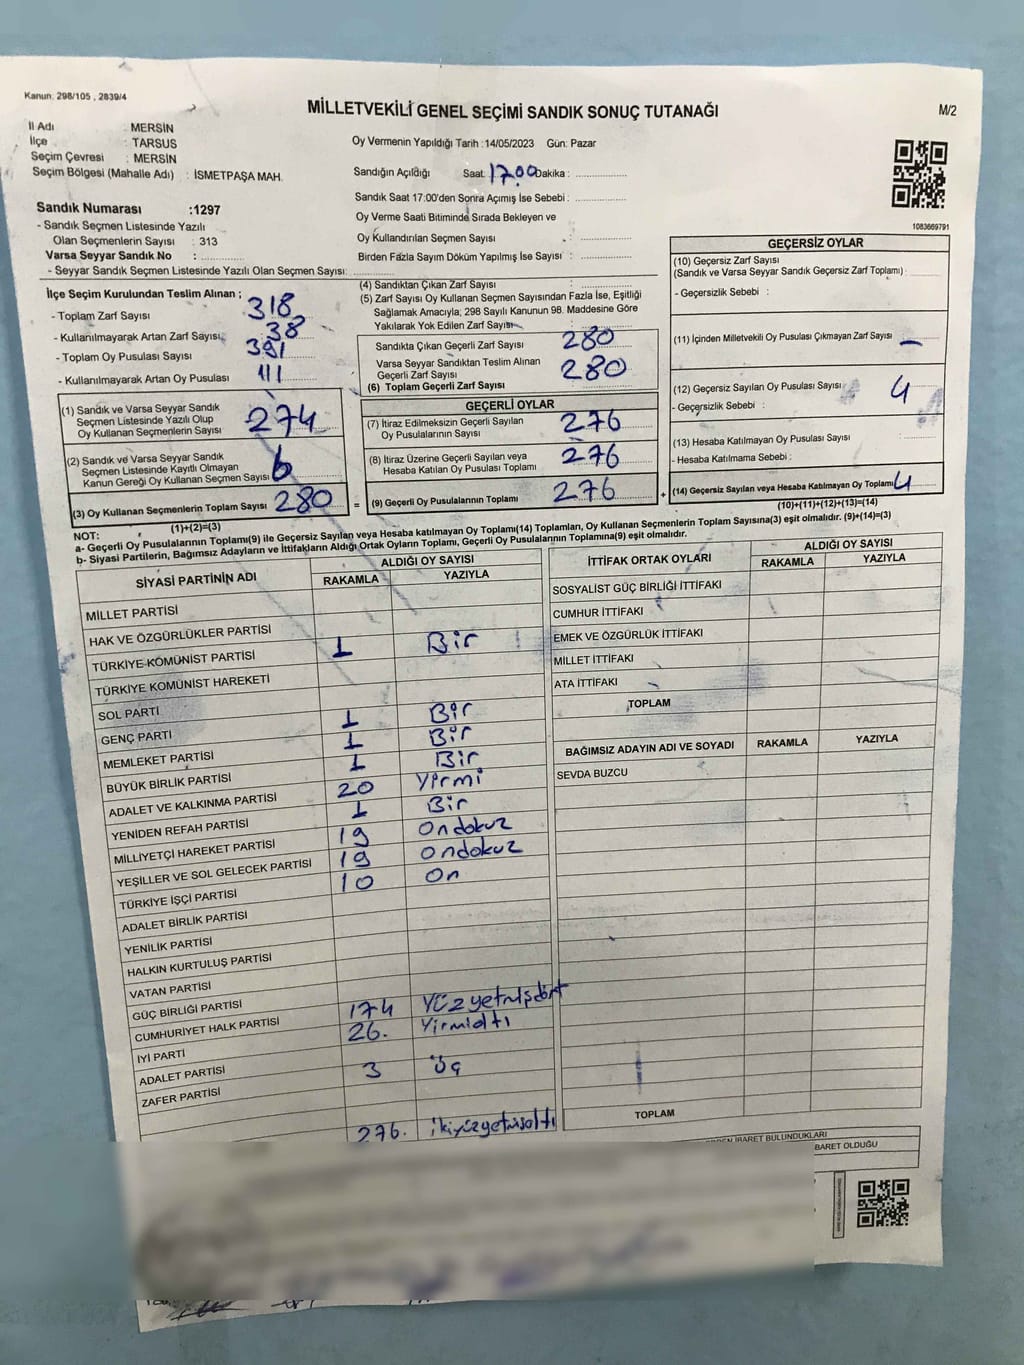 Kanun: 298/105 , 2839/4
MİLLETVEKİLİ GENEL SEÇİMİ SANDIK SONUÇ TUTANAĞI
M/2
İl Adı : MERSİN
İlçe : TARSUS
Seçim Çevresi : MERSİN
Seçim Bölgesi (Mahalle Adı) : İSMETPAŞA MAH.
Sandık Numarası :1297
- Sandık Seçmen Listesinde Yazılı
Olan Seçmenlerin Sayısı : 313
Varsa Seyyar Sandık No :
- Seyyar Sandık Seçmen Listesinde Yazılı Olan Seçmen Sayısı:
Oy Vermenin Yapıldığı Tarih :14/05/2023 Gün: Pazar
Sandığın Açıldığı Saat: 17.00 Dakika :
Sandık Saat 17:00'den Sonra Açımış İse Sebebi :
Oy Verme Saati Bitiminde Sırada Bekleyen ve
Oy Kullandırılan Seçmen Sayısı :
Birden Fazla Sayım Döküm Yapılmış İse Sayısı :
1083669791
İlçe Seçim Kurulundan Teslim Alınan ;
- Toplam Zarf Sayısı 318
- Kullanılmayarak Artan Zarf Sayısı 38
- Toplam Oy Pusulası Sayısı 391
- Kullanılmayarak Artan Oy Pusulası 111
(4) Sandıktan Çıkan Zarf Sayısı :
(5) Zarf Sayısı Oy Kullanan Seçmen Sayısından Fazla İse, Eşitliği
Sağlamak Amacıyla; 298 Sayılı Kanunun 98. Maddesine Göre
Yakılarak Yok Edilen Zarf Sayısı
Sandıkta Çıkan Geçerli Zarf Sayısı 280
Varsa Seyyar Sandıktan Teslim Alınan
Geçerli Zarf Sayısı 280
(6) Toplam Geçerli Zarf Sayısı
(1) Sandık ve Varsa Seyyar Sandık
Seçmen Listesinde Yazılı Olup
Oy Kullanan Seçmenlerin Sayısı 274
(2) Sandık ve Varsa Seyyar Sandık
Seçmen Listesinde Kayıtlı Olmayan
Kanun Gereği Oy Kullanan Seçmen Sayısı 6
(3) Oy Kullanan Seçmenlerin Toplam Sayısı 280
(1)+(2)=(3)
=
GEÇERLİ OYLAR
(7) İtiraz Edilmeksizin Geçerli Sayılan
Oy Pusulalarının Sayısı 276
(8) İtiraz Üzerine Geçerli Sayılan veya
Hesaba Katılan Oy Pusulası Toplamı 276
(9) Geçerli Oy Pusulalarının Toplamı 276
+
GEÇERSİZ OYLAR
(10) Geçersiz Zarf Sayısı
(Sandık ve Varsa Seyyar Sandık Geçersiz Zarf Toplamı) :
- Geçersizlik Sebebi :
(11) İçinden Milletvekili Oy Pusulası Çıkmayan Zarf Sayısı –
(12) Geçersiz Sayılan Oy Pusulası Sayısı 4
- Geçersizlik Sebebi :
(13) Hesaba Katılmayan Oy Pusulası Sayısı
- Hesaba Katılmama Sebebi :
(14) Geçersiz Sayılan veya Hesaba Katılmayan Oy Toplamı 4
(10)+(11)+(12)+(13)=(14)
NOT:
a- Geçerli Oy Pusulalarının Toplamı(9) ile Geçersiz Sayılan veya Hesaba katılmayan Oy Toplamı(14) Toplamları, Oy Kullanan Seçmenlerin Toplam Sayısına(3) eşit olmalıdır. (9)+(14)=(3)
b- Siyasi Partilerin, Bağımsız Adayların ve İttifakların Aldığı Ortak Oyların Toplamı, Geçerli Oy Pusulalarının Toplamına(9) eşit olmalıdır.
SİYASİ PARTİNİN ADI ALDIĞI OY SAYISI
RAKAMLA YAZIYLA
MİLLET PARTİSİ
HAK VE ÖZGÜRLÜKLER PARTİSİ
TÜRKİYE KOMÜNİST PARTİSİ 1 Bir
TÜRKİYE KOMÜNİST HAREKETİ
SOL PARTİ
GENÇ PARTİ 1 Bir
MEMLEKET PARTİSİ 1 Bir
BÜYÜK BİRLİK PARTİSİ 1 Bir
ADALET VE KALKINMA PARTİSİ 20 Yirmi
YENİDEN REFAH PARTİSİ 1 Bir
MİLLİYETÇİ HAREKET PARTİSİ 19 Ondokuz
YEŞİLLER VE SOL GELECEK PARTİSİ 19 Ondokuz
TÜRKİYE İŞÇİ PARTİSİ 10 On
ADALET BİRLİK PARTİSİ
YENİLİK PARTİSİ
HALKIN KURTULUŞ PARTİSİ
VATAN PARTİSİ
GÜÇ BİRLİĞİ PARTİSİ
CUMHURİYET HALK PARTİSİ 174 Yüzyetmişdört
İYİ PARTİ 26. Yirmialtı
ADALET PARTİSİ
ZAFER PARTİSİ 3 Üç
276. ikiyüzyetmişaltı
İTTİFAK ORTAK OYLARI ALDIĞI OY SAYISI
RAKAMLA YAZIYLA
SOSYALİST GÜÇ BİRLİĞİ İTTİFAKI
CUMHUR İTTİFAKI
EMEK VE ÖZGÜRLÜK İTTİFAKI
MİLLET İTTİFAKI
ATA İTTİFAKI
TOPLAM
BAĞIMSIZ ADAYIN ADI VE SOYADI RAKAMLA YAZIYLA
SEVDA BUZCU
TOPLAM
İBARET BULUNDUKLARI
İBARET OLDUĞU